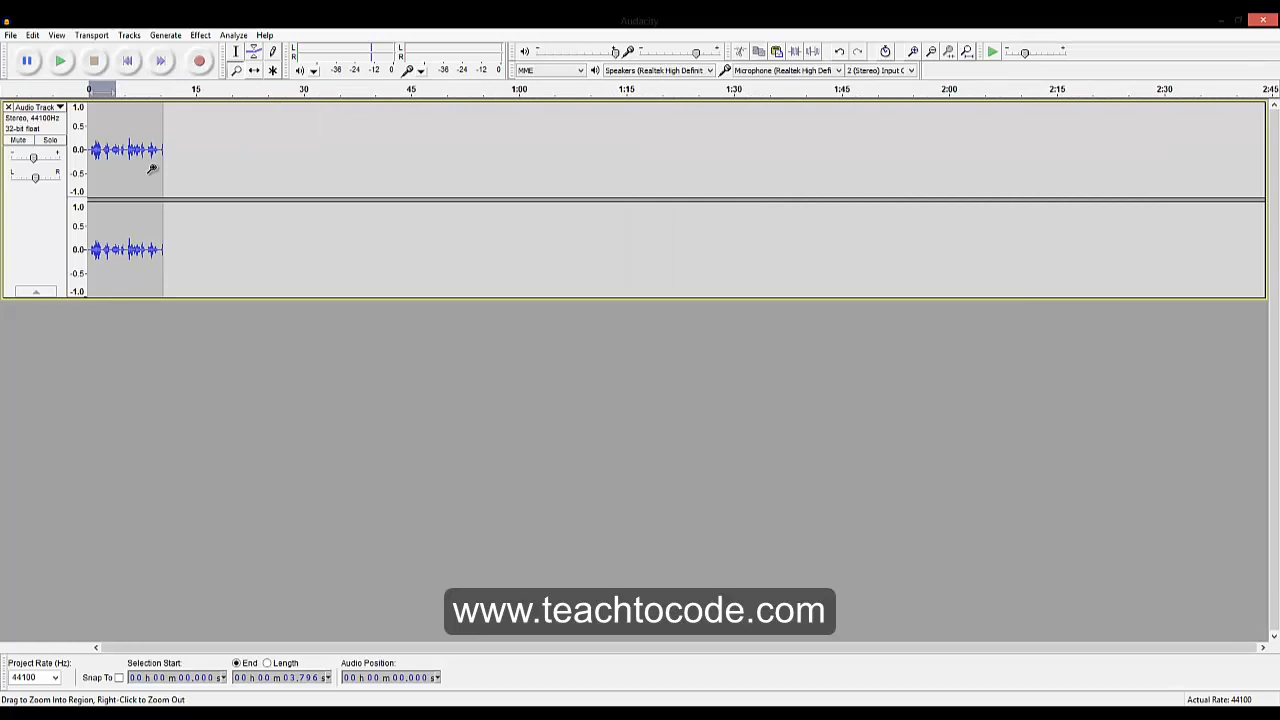 Audacity
File Edit View Transport Tracks Generate Effect Analyze Help
L R -36 -24 -12 0 L R -36 -24 -12 0
MME Speakers (Realtek High Definit Microphone (Realtek High Defini 2 (Stereo) Input C
0 15 30 45 1:00 1:15 1:30 1:45 2:00 2:15 2:30 2:45
Audio Track 1.0
Stereo, 44100Hz
32-bit float 0.5
Mute Solo
- + 0.0
L R -0.5
-1.0
1.0
0.5
0.0
-0.5
-1.0
www.teachtocode.com
Project Rate (Hz): Selection Start: End Length Audio Position:
44100 Snap To 00 h 00 m 00.000 s 00 h 00 m 03.796 s 00 h 00 m 00.000 s
Drag to Zoom Into Region, Right-Click to Zoom Out Actual Rate: 44100